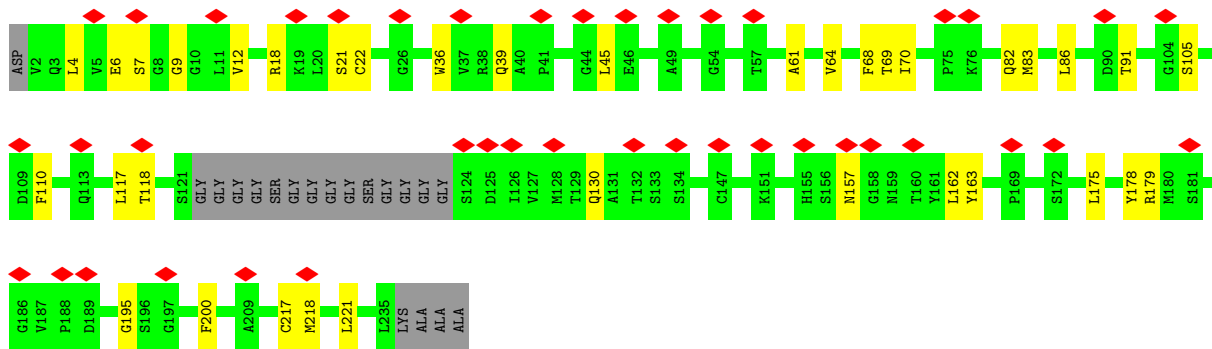 ASP V2 Q3 L4 V5 E6 S7 G8 G9 G10 L11 V12 R18 K19 L20 S21 C22 G26 W36 V37 R38 Q39 A40 P41 G44 L45 E46 A49 G54 T57 A61 V64 F68 T69 I70 P75 K76 Q82 M83 L86 D90 T91 G104 S105
D109 F110 Q113 L117 T118 S121 GLY GLY GLY GLY SER GLY GLY GLY GLY SER GLY GLY GLY GLY S124 D125 I126 V127 M128 T129 Q130 A131 T132 S133 S134 C147 K151 H155 S156 N157 G158 N159 T160 Y161 L162 Y163 P169 S172 L175 Y178 R179 M180 S181
G186 V187 P188 D189 G195 S196 G197 F200 A209 C217 M218 L221 L235 LYS ALA ALA ALA